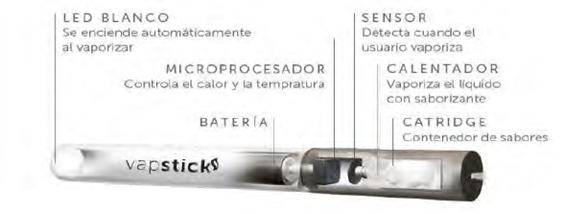 LED BLANCO
Se enciende automáticamente
al vaporizar
SENSOR
Detecta cuando el
usuario vaporiza
MICROPROCESADOR
Controla el calor y la tempratura
CALENTADOR
Vaporiza el líquido
con saborizante
BATERÍA
CATRIDGE
Contenedor de sabores
vapstick